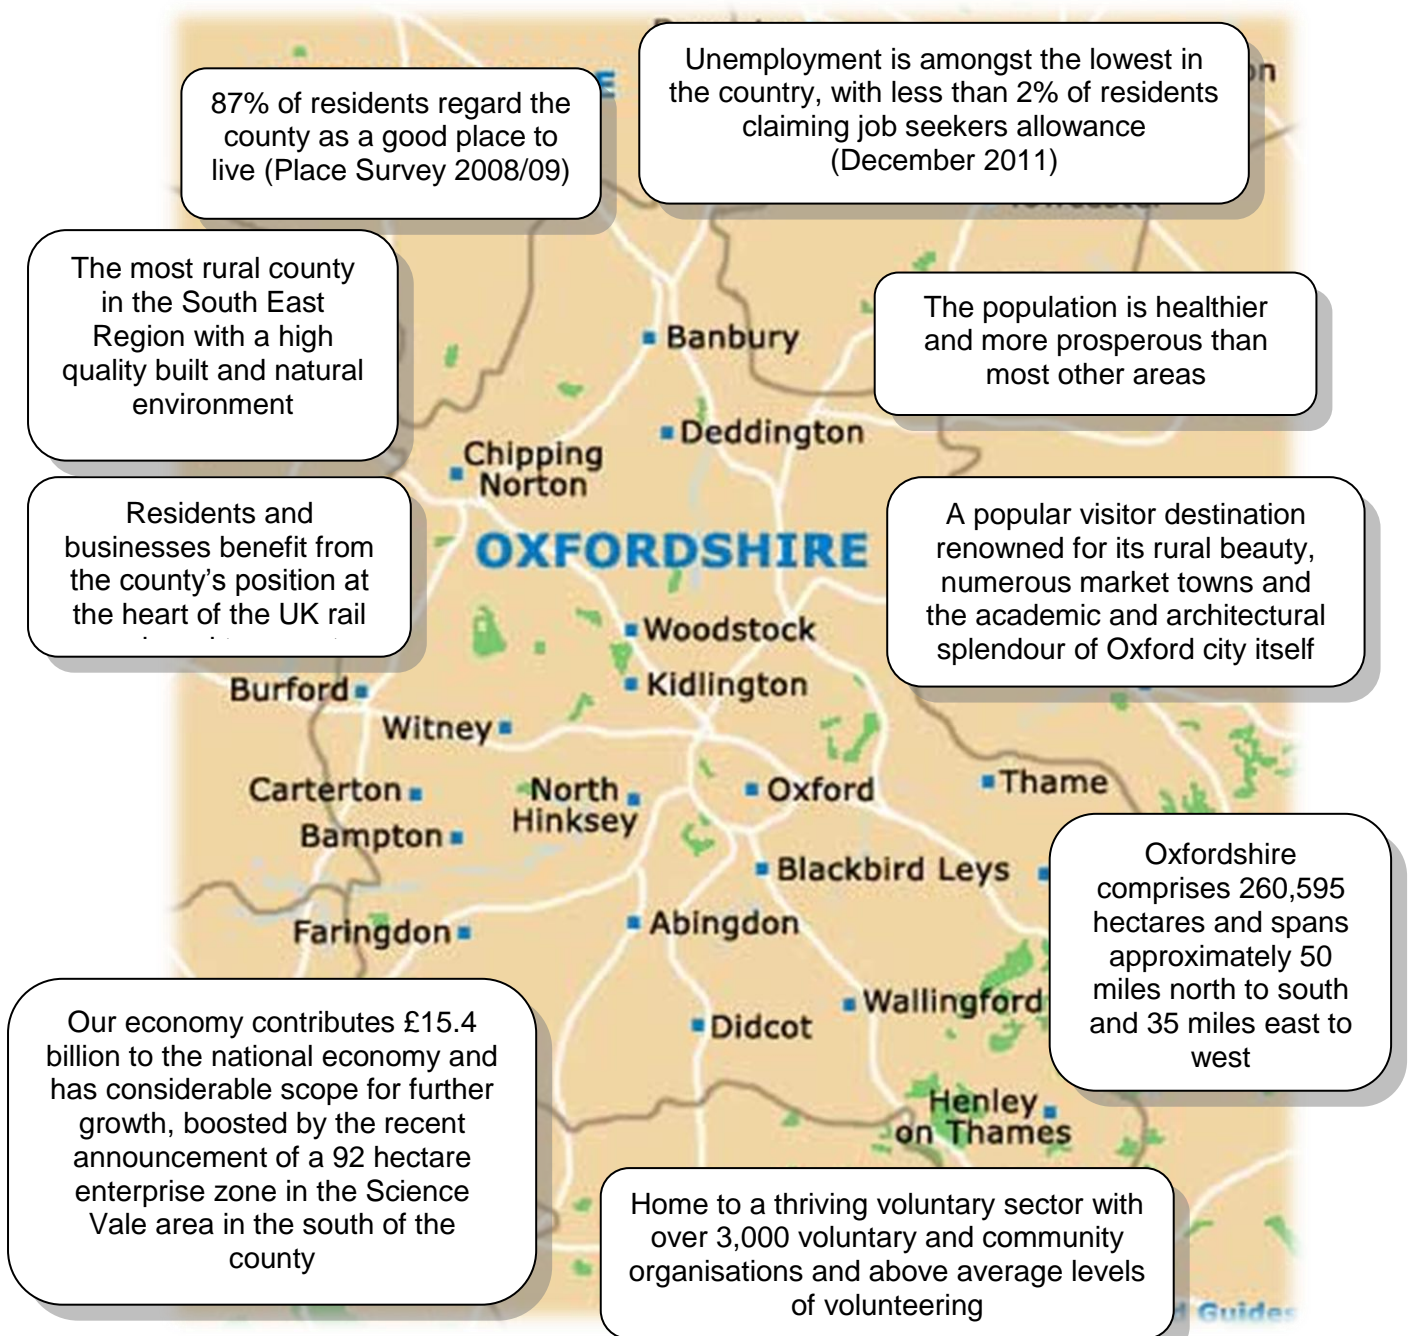 87% of residents regard the
county as a good place to
live (Place Survey 2008/09)
Unemployment is amongst the lowest in
the country, with less than 2% of residents
claiming job seekers allowance
(December 2011)
The most rural county
in the South East
Region with a high
quality built and natural
environment
The population is healthier
and more prosperous than
most other areas
Banbury
Deddington
Chipping
Norton
Residents and
businesses benefit from
the county's position at
the heart of the UK rail
OXFORDSHIRE
A popular visitor destination
renowned for its rural beauty,
numerous market towns and
the academic and architectural
splendour of Oxford city itself
Woodstock
Kidlington
Burford
Witney
Carterton
North
Hinksey
Oxford
Thame
Bampton
Blackbird Leys
Faringdon
Abingdon
Oxfordshire
comprises 260,595
hectares and spans
approximately 50
miles north to south
and 35 miles east to
west
Wallingford
Didcot
Our economy contributes £15.4
billion to the national economy and
has considerable scope for further
growth, boosted by the recent
announcement of a 92 hectare
enterprise zone in the Science
Vale area in the south of the
county
Henley
on Thames
Home to a thriving voluntary sector with
over 3,000 voluntary and community
organisations and above average levels
of volunteering
Guides